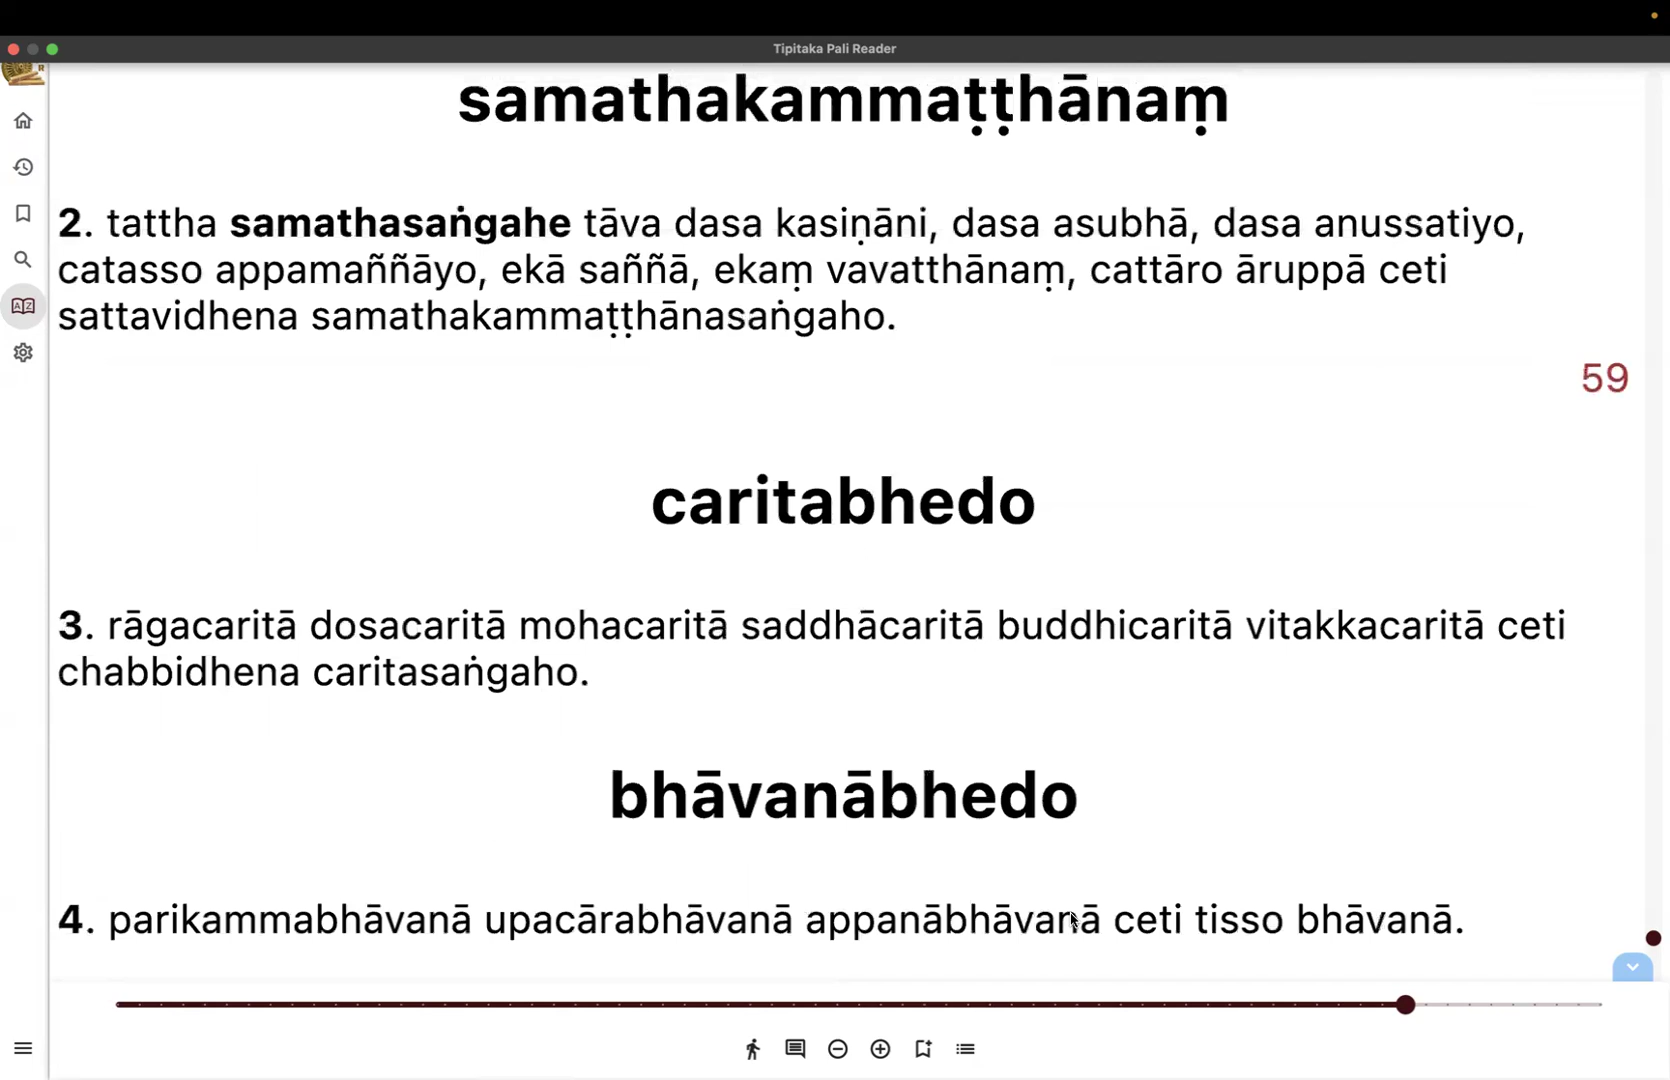 Tipitaka Pali Reader
samathakammaṭṭhānaṃ
2. tattha samathasaṅgahe tāva dasa kasiṇāni, dasa asubhā, dasa anussatiyo,
catasso appamaññāyo, ekā saññā, ekaṃ vavatthānaṃ, cattāro āruppā ceti
sattavidhena samathakammaṭṭhānasaṅgaho.
59
caritabhedo
3. rāgacaritā dosacaritā mohacaritā saddhācaritā buddhicaritā vitakkacaritā ceti
chabbidhena caritasaṅgaho.
bhāvanābhedo
4. parikammabhāvanā upacārabhāvanā appanābhāvanā ceti tisso bhāvanā.